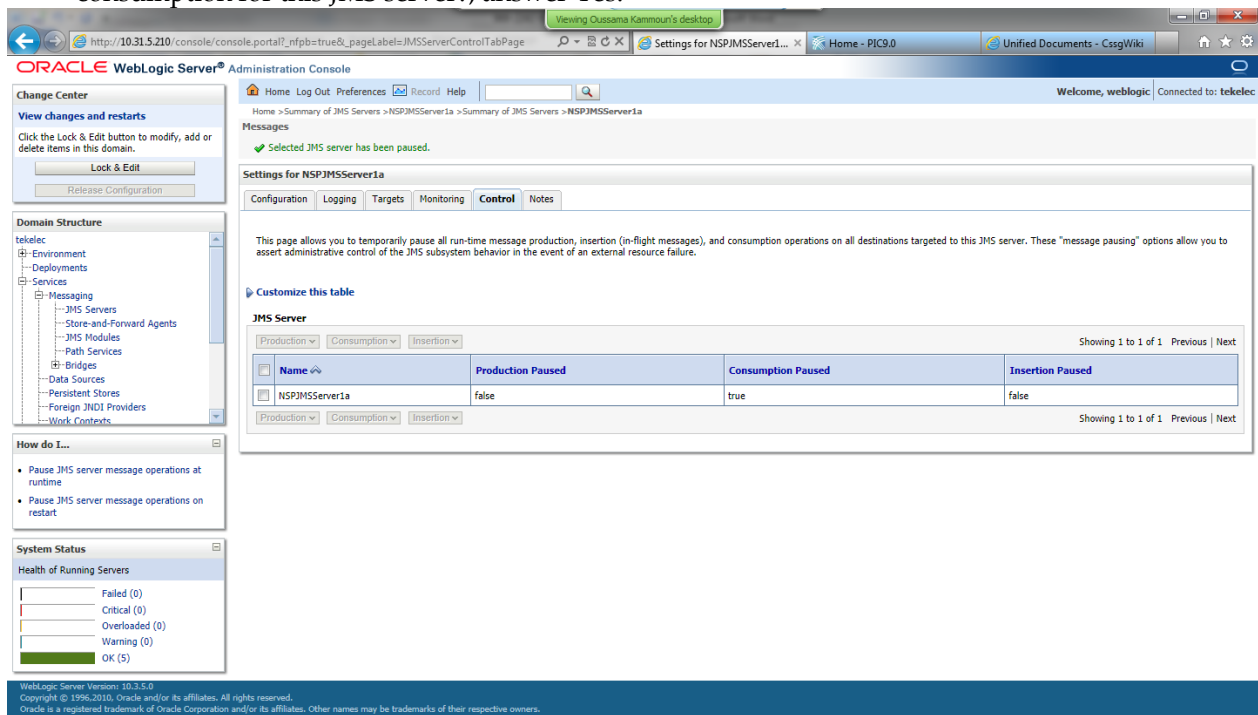 consumption for this JMS server?, answer Yes.
Viewing Oussama Kammoun's desktop
http://10.31.5.210/console/console.portal?_nfpb=true&_pageLabel=JMSServerControlTabPage
Settings for NSPJMSServer1...
Home - PIC9.0
Unified Documents - CssgWiki
ORACLE WebLogic Server® Administration Console
Change Center
View changes and restarts
Click the Lock & Edit button to modify, add or
delete items in this domain.
Lock & Edit
Release Configuration
Domain Structure
tekelec
Environment
Deployments
Services
Messaging
JMS Servers
Store-and-Forward Agents
JMS Modules
Path Services
Bridges
Data Sources
Persistent Stores
Foreign JNDI Providers
Work Contexts
How do I...
• Pause JMS server message operations at
runtime
• Pause JMS server message operations on
restart
System Status
Health of Running Servers
Failed (0)
Critical (0)
Overloaded (0)
Warning (0)
OK (5)
Home Log Out Preferences Record Help
Welcome, weblogic Connected to: tekelec
Home >Summary of JMS Servers >NSPJMSServer1a >Summary of JMS Servers >NSPJMSServer1a
Messages
Selected JMS server has been paused.
Settings for NSPJMSServer1a
Configuration Logging Targets Monitoring Control Notes
This page allows you to temporarily pause all run-time message production, insertion (in-flight messages), and consumption operations on all destinations targeted to this JMS server. These "message pausing" options allow you to
assert administrative control of the JMS subsystem behavior in the event of an external resource failure.
Customize this table
JMS Server
Production Consumption Insertion
Showing 1 to 1 of 1 Previous | Next
Name Production Paused Consumption Paused Insertion Paused
NSPJMSServer1a false true false
Production Consumption Insertion
Showing 1 to 1 of 1 Previous | Next
WebLogic Server Version: 10.3.5.0
Copyright © 1996,2010, Oracle and/or its affiliates. All rights reserved.
Oracle is a registered trademark of Oracle Corporation and/or its affiliates. Other names may be trademarks of their respective owners.